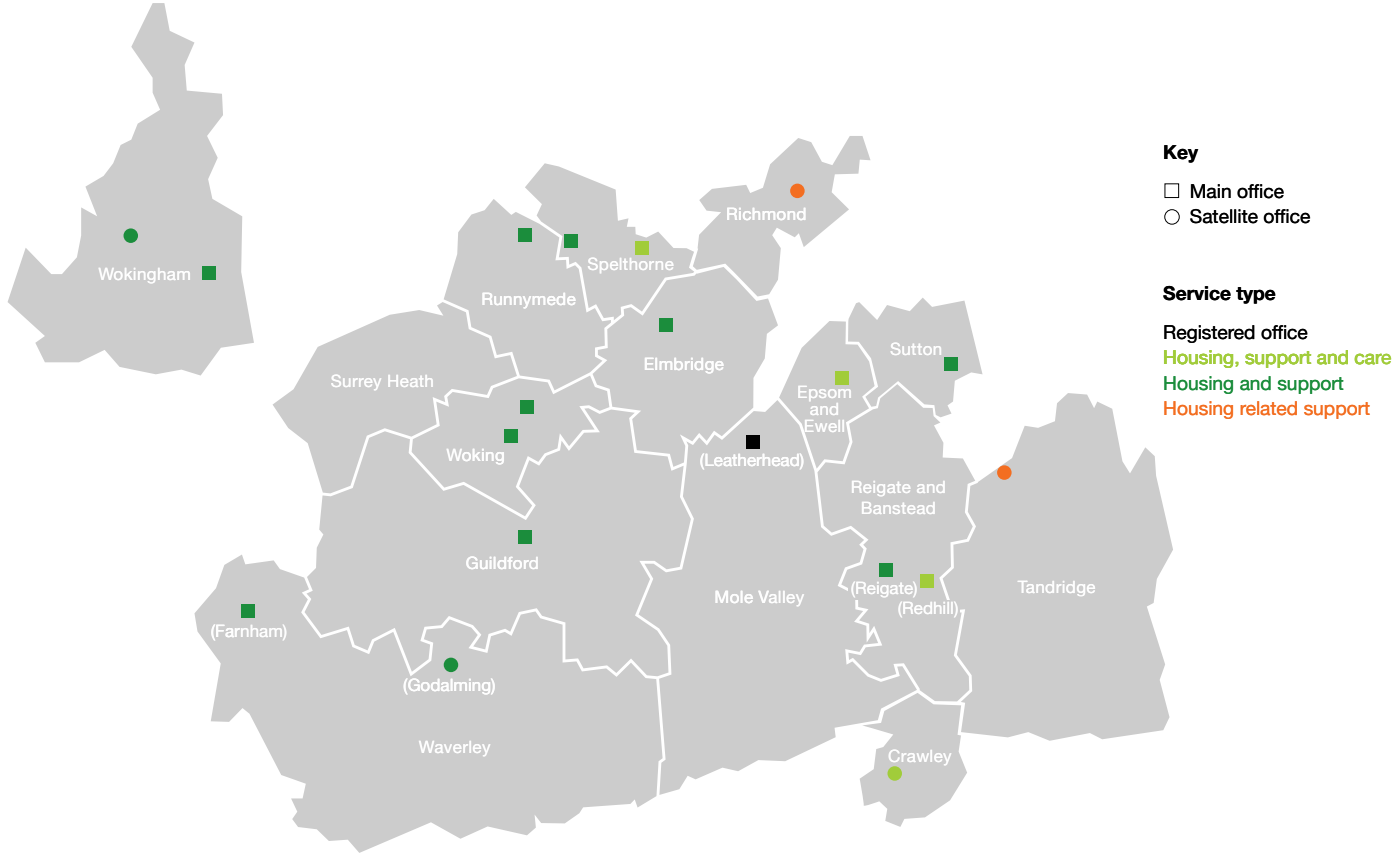 Key
Main office
Satellite office
Service type
Registered office
Housing, support and care
Housing and support
Housing related support
Richmond
Wokingham
Spelthorne
Runnymede
Sutton
Elmbridge
Surrey Heath
Epsom
and
Ewell
Woking
(Leatherhead)
Reigate and
Banstead
Guildford
Mole Valley
Tandridge
(Reigate)
(Redhill)
(Farnham)
(Godalming)
Waverley
Crawley